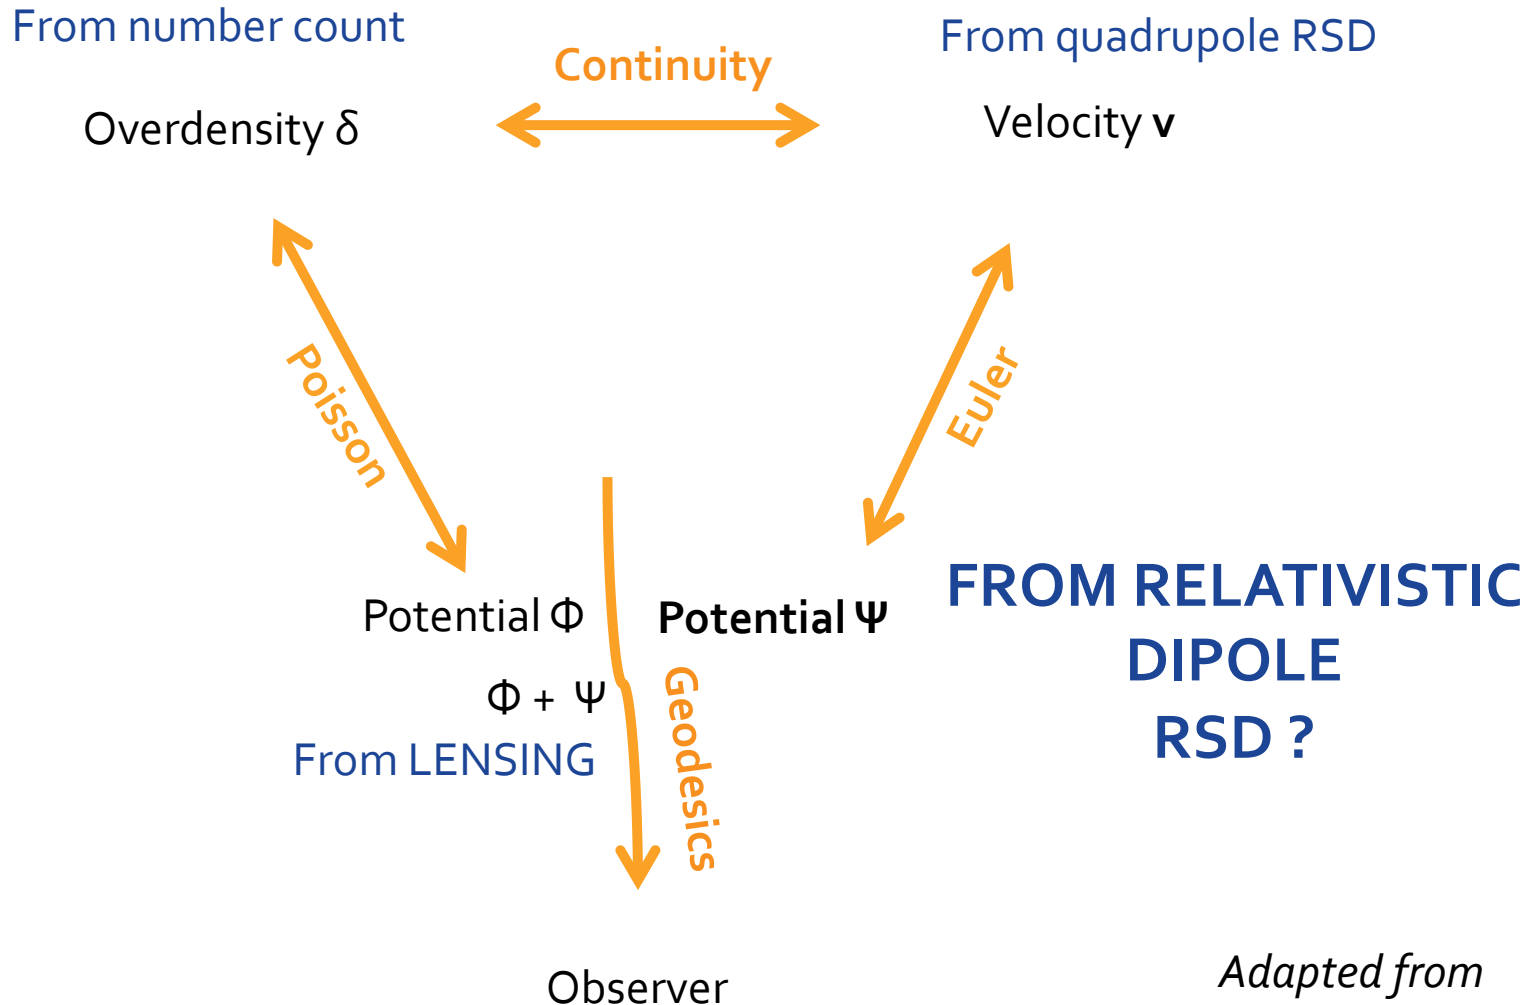 From number count
From quadrupole RSD
Continuity
Overdensity δ
Velocity v
Poisson
Euler
Potential Φ
Potential Ψ
Φ + Ψ
From LENSING
Geodesics
FROM RELATIVISTIC
DIPOLE
RSD ?
Observer
Adapted from